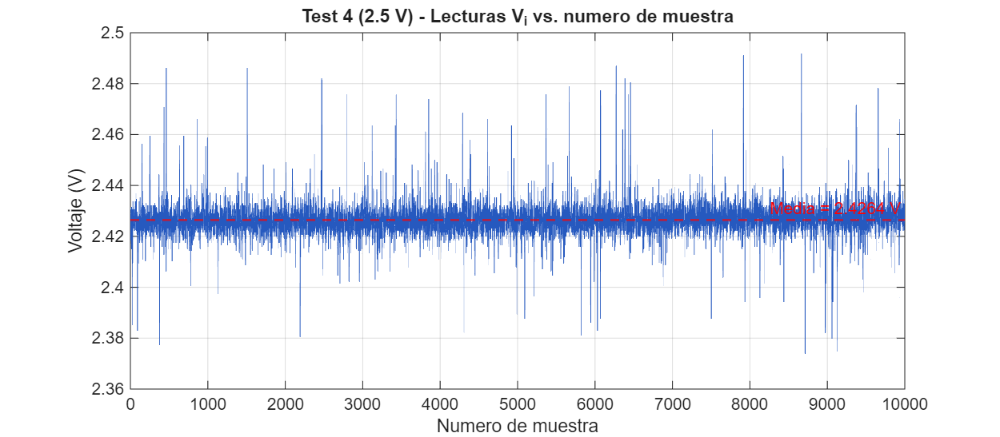 Test 4 (2.5 V) - Lecturas Vᵢ vs. numero de muestra
Voltaje (V)
2.5
2.48
2.46
2.44
2.42
2.4
2.38
2.36
Media = 2.4264 V
0 1000 2000 3000 4000 5000 6000 7000 8000 9000 10000
Numero de muestra